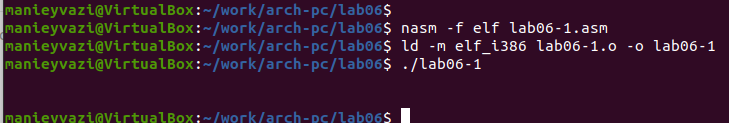 manieyvazi@VirtualBox:~/work/arch-pc/lab06$
manieyvazi@VirtualBox:~/work/arch-pc/lab06$ nasm -f elf lab06-1.asm
manieyvazi@VirtualBox:~/work/arch-pc/lab06$ ld -m elf_i386 lab06-1.o -o lab06-1
manieyvazi@VirtualBox:~/work/arch-pc/lab06$ ./lab06-1
manieyvazi@VirtualBox:~/work/arch-pc/lab06$